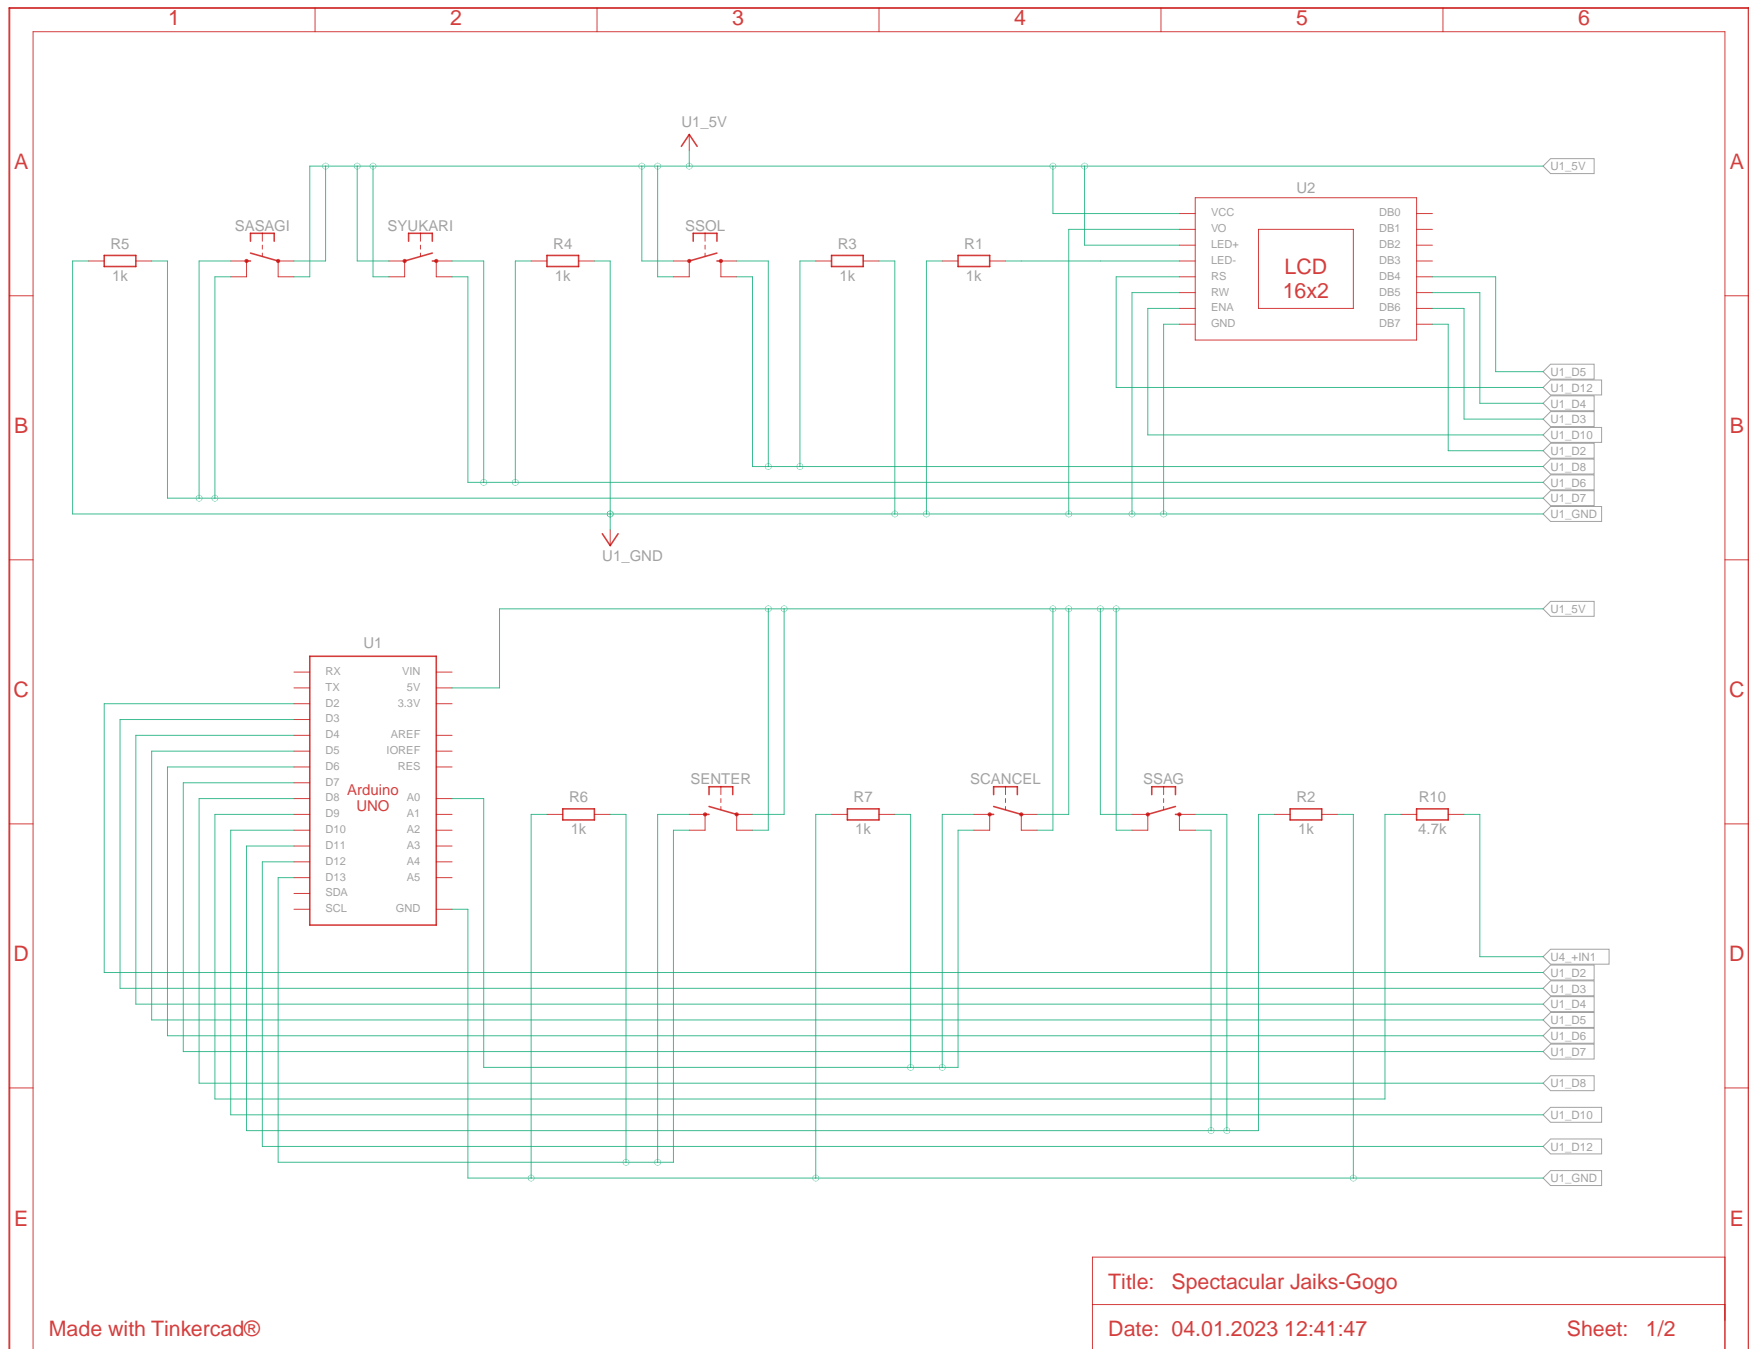 1 2 3 4 5 6
A A
B B
C C
D D
E E
U1_5V
U1_5V
SASAGI
SYUKARI
SSOL
R5
1k
R4
1k
R3
1k
R1
1k
U2
VCC DB0
VO DB1
LED+ DB2
LED- DB3
RS DB4
RW DB5
ENA DB6
GND DB7
LCD
16x2
U1_D5
U1_D12
U1_D4
U1_D3
U1_D10
U1_D2
U1_D8
U1_D6
U1_D7
U1_GND
U1_GND
U1_5V
U1
RX VIN
TX 5V
D2 3.3V
D3
D4 AREF
D5 IOREF
D6 RES
D7
D8 A0
D9 A1
D10 A2
D11 A3
D12 A4
D13 A5
SDA
SCL GND
Arduino
UNO
SENTER
SCANCEL
SSAG
R6
1k
R7
1k
R2
1k
R10
4.7k
U4_+IN1
U1_D2
U1_D3
U1_D4
U1_D5
U1_D6
U1_D7
U1_D8
U1_D10
U1_D12
U1_GND
Title: Spectacular Jaiks-Gogo
Made with Tinkercad®
Date: 04.01.2023 12:41:47 Sheet: 1/2